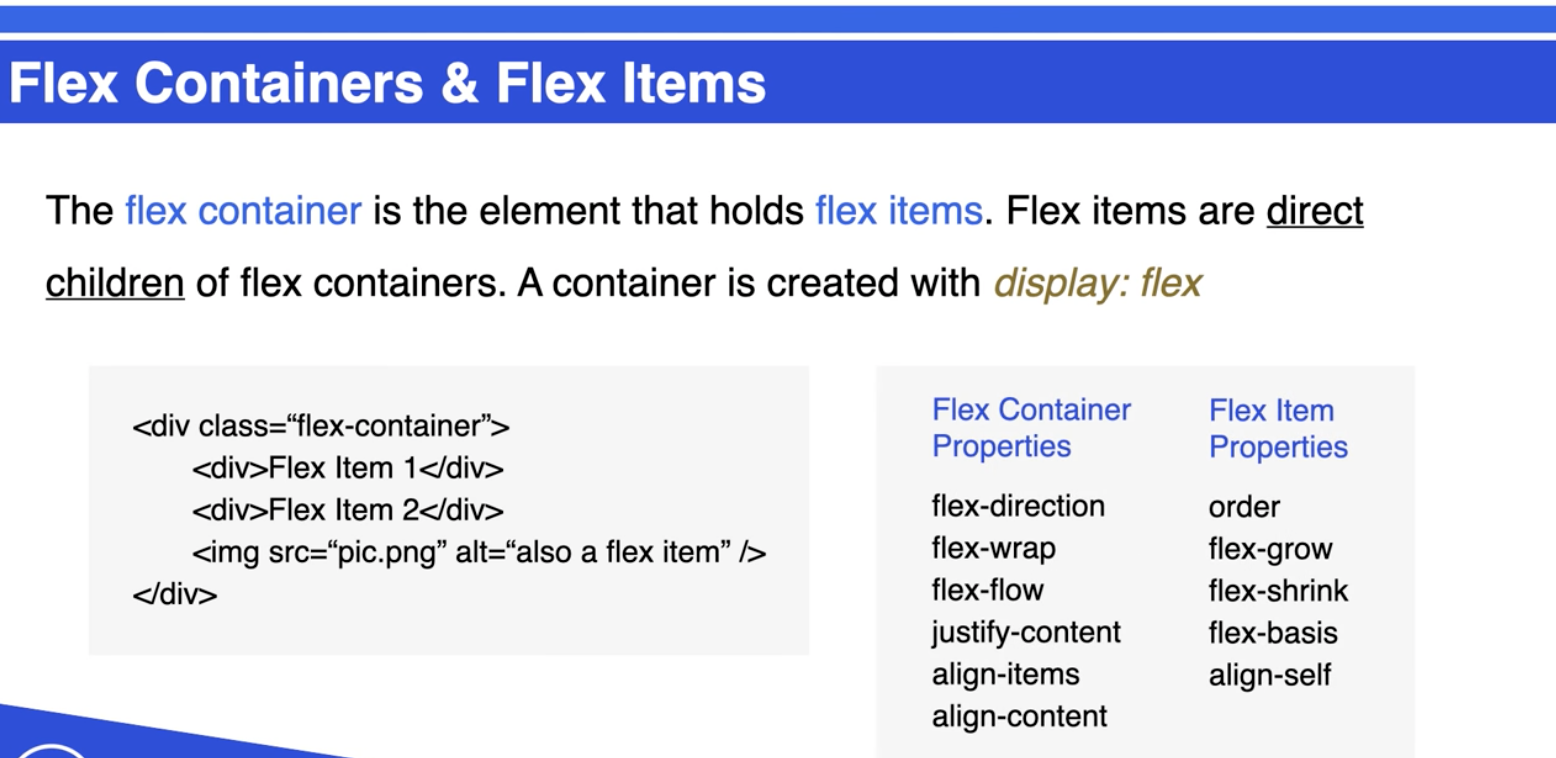 Flex Containers & Flex Items
The flex container is the element that holds flex items. Flex items are direct
children of flex containers. A container is created with display: flex
<div class=“flex-container”>
<div>Flex Item 1</div>
<div>Flex Item 2</div>
<img src=“pic.png” alt=“also a flex item” />
</div>
Flex Container
Properties
flex-direction
flex-wrap
flex-flow
justify-content
align-items
align-content
Flex Item
Properties
order
flex-grow
flex-shrink
flex-basis
align-self